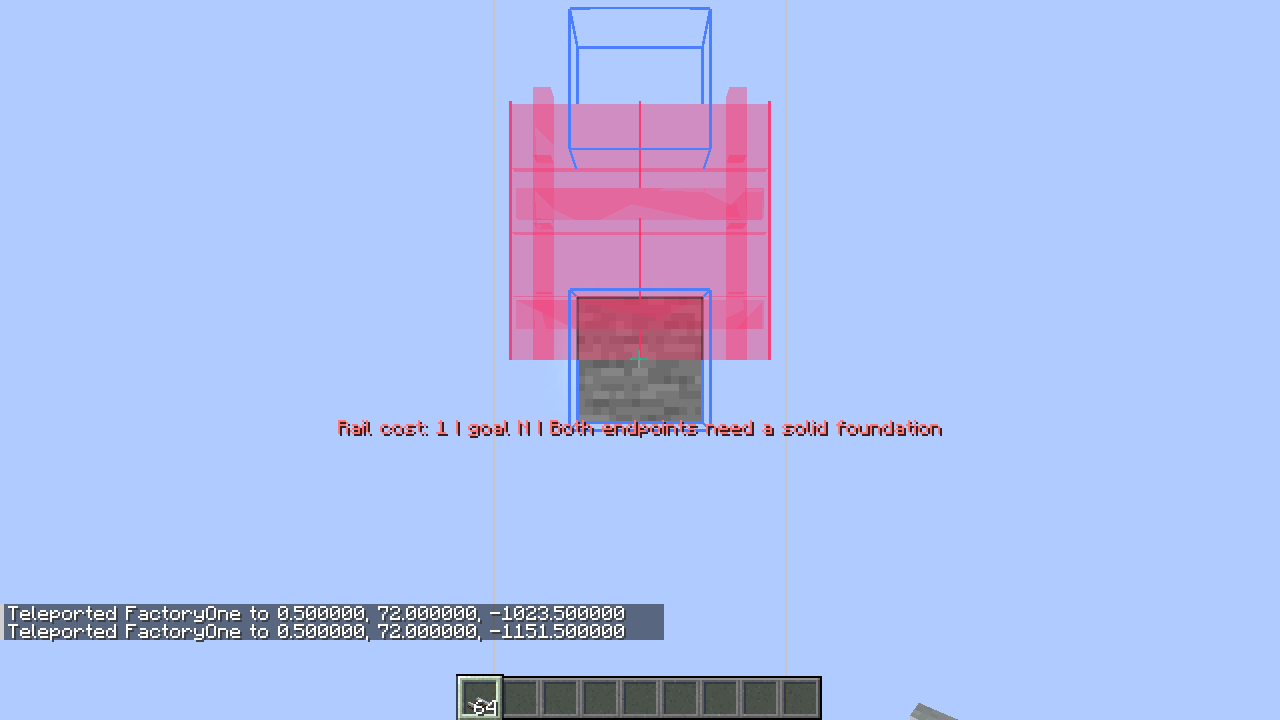 Rail cost: 1 | goal N | Both endpoints need a solid foundation
Teleported FactoryOne to 0.500000, 72.000000, -1023.500000
Teleported FactoryOne to 0.500000, 72.000000, -1151.500000
64